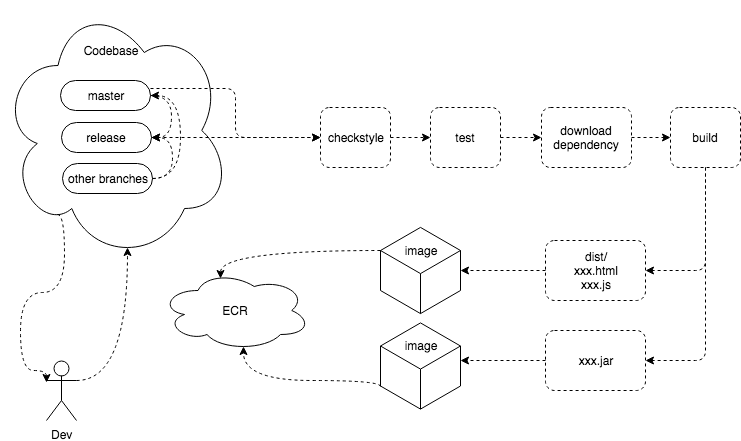 Codebase
master
release
other branches
checkstyle
test
download
dependency
build
image
dist/
xxx.html
xxx.js
ECR
image
xxx.jar
Dev